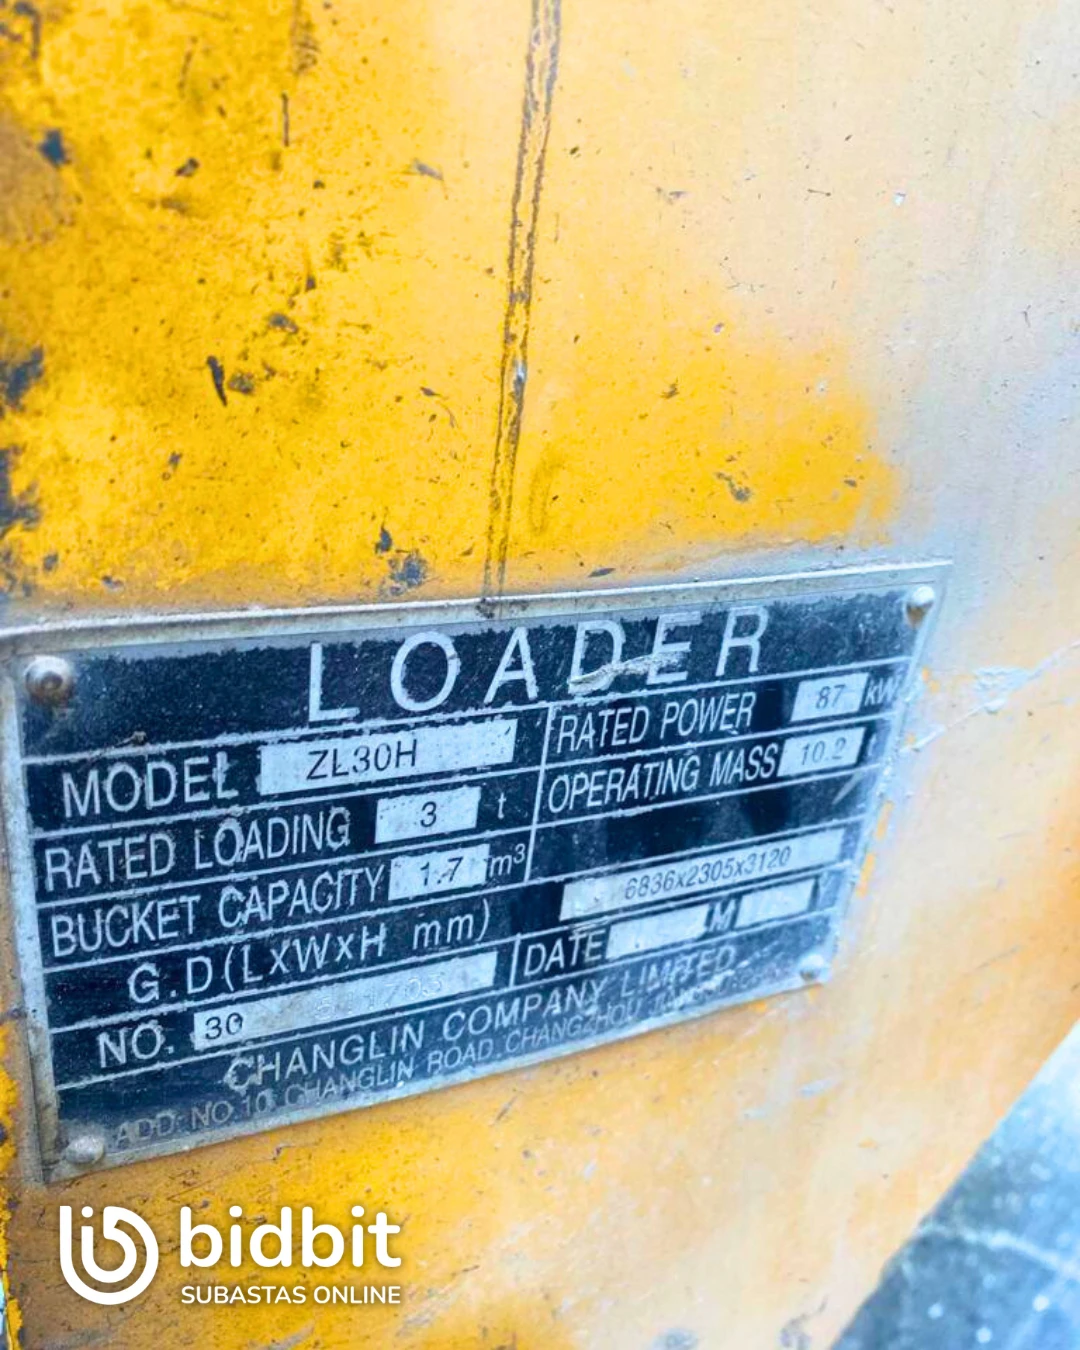 LOADER
MODEL ZL30H
RATED POWER 87 kW
RATED LOADING 3 t
OPERATING MASS 10.2 t
BUCKET CAPACITY 1.7 m³
G.D(LXWXH mm) 6836x2305x3120
NO. 30
DATE M
CHANGLIN COMPANY LIMITED
ADD: NO.10 CHANGLIN ROAD,CHANGZHOU
bidbit
SUBASTAS ONLINE